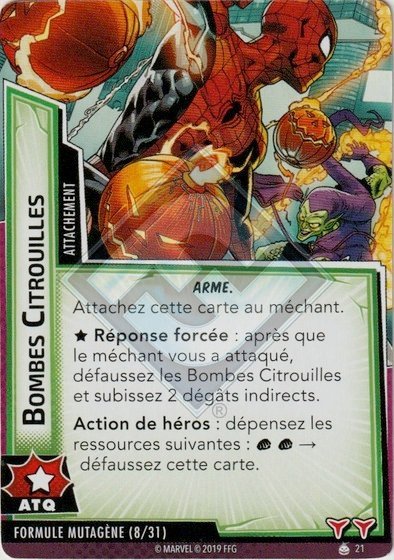 BOMBES CITROUILLES
ATTACHEMENT
ARME.
Attachez cette carte au méchant.
★ Réponse forcée : après que
le méchant vous a attaqué,
défaussez les Bombes Citrouilles
et subissez 2 dégâts indirects.
Action de héros : dépensez les
ressources suivantes : →
défaussez cette carte.
ATQ
FORMULE MUTAGÈNE (8/31)
© MARVEL © 2019 FFG
21